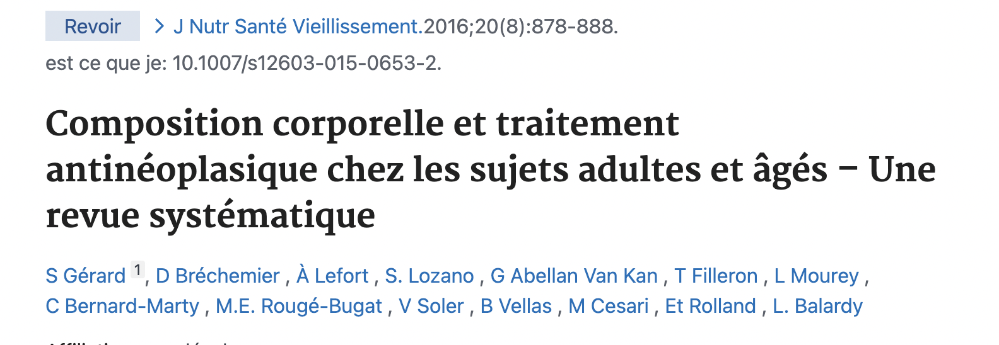 Revoir > J Nutr Santé Vieillissement.2016;20(8):878-888.
est ce que je: 10.1007/s12603-015-0653-2.
Composition corporelle et traitement
antinéoplasique chez les sujets adultes et âgés – Une
revue systématique
S Gérard 1, D Bréchemier , À Lefort , S. Lozano , G Abellan Van Kan , T Filleron , L Mourey ,
C Bernard-Marty , M.E. Rougé-Bugat , V Soler , B Vellas , M Cesari , Et Rolland , L. Balardy